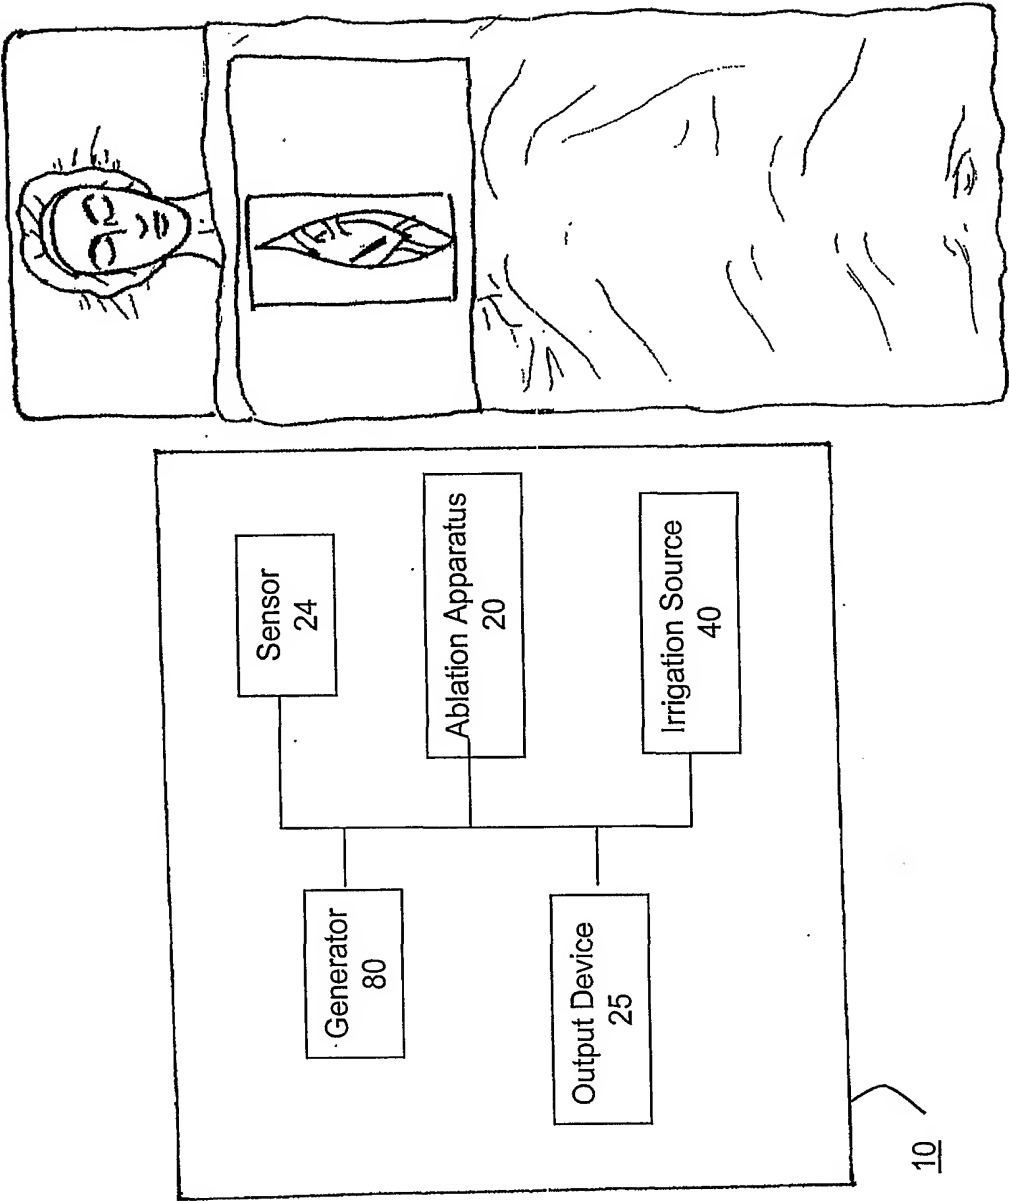 Sensor
24
Ablation Apparatus
20
Irrigation Source
40
Generator
80
Output Device
25
10